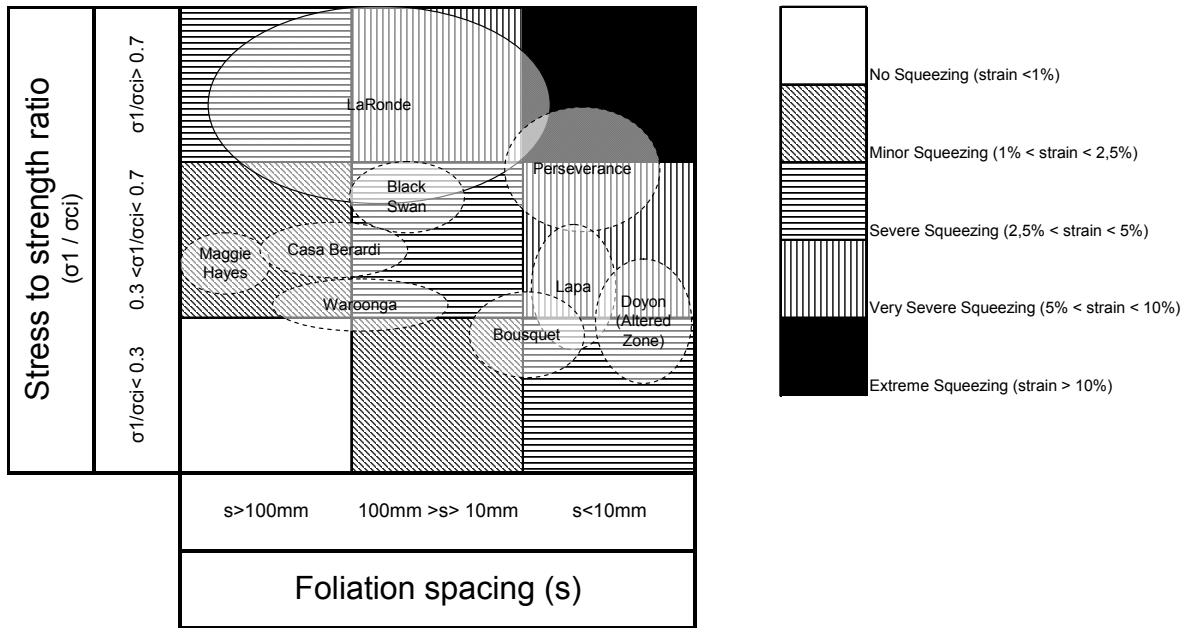 Stress to strength ratio
(σ1 / σci)
σ1/σci> 0.7
0.3 <σ1/σci< 0.7
σ1/σci< 0.3
LaRonde
Perseverance
Black
Swan
Casa Berardi
Maggie
Hayes
Waroonga
Lapa
Doyon
(Altered
Zone)
Bousquet
s>100mm
100mm >s> 10mm
s<10mm
Foliation spacing (s)
No Squeezing (strain <1%)
Minor Squeezing (1% < strain < 2,5%)
Severe Squeezing (2,5% < strain < 5%)
Very Severe Squeezing (5% < strain < 10%)
Extreme Squeezing (strain > 10%)